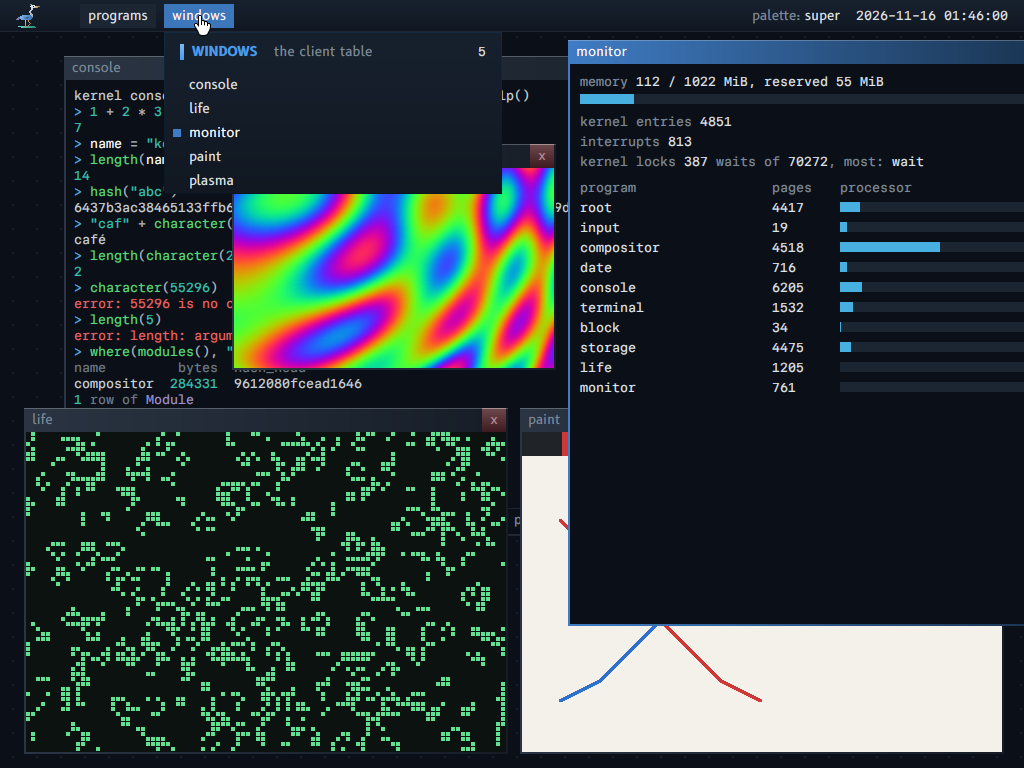 programs windows palette: super 2026-11-16 01:46:00
WINDOWS the client table 5
console
life
monitor
paint
plasma
console
kernel lp()
> 1 + 2 * 3
7
> name =
>
14
> hash("abc")
6437b3ac38465133ffb6
> "caf" + character(
café
> length(character(2
2
> character(55296)
error: 55296 is no
> length(5)
error: length:
> where(modules(), "
name bytes
compositor 284331 9612080fcead1646
1 row of Module
x
monitor
memory 112 / 1022 MiB, reserved 55 MiB
kernel entries 4851
interrupts 813
kernel locks 387 waits of 70272, most: wait
program pages processor
root 4417
input 19
compositor 4518
date 716
console 6205
terminal 1532
block 34
storage 4475
life 1205
monitor 761
life x
paint